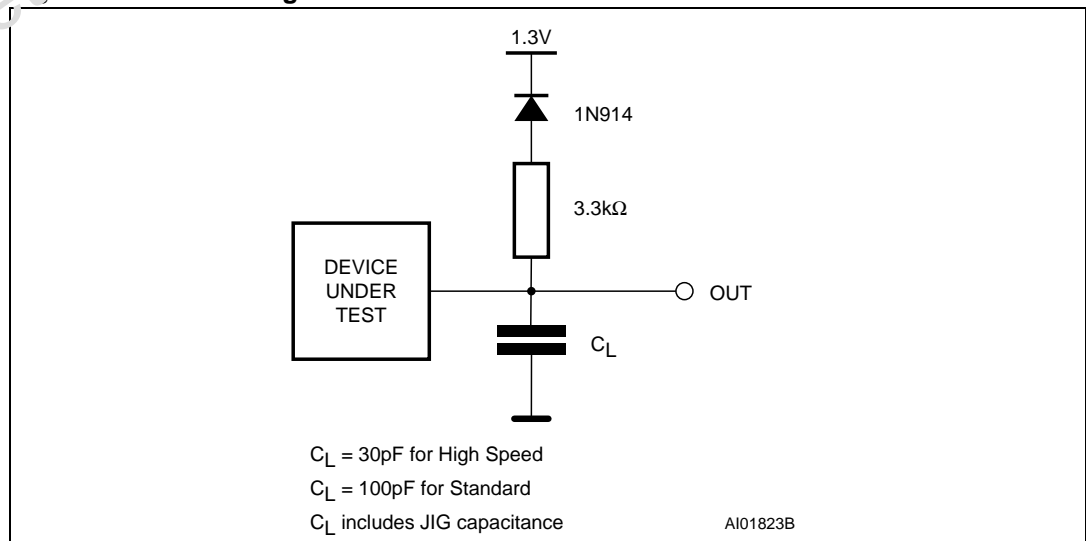 1.3V
1N914
3.3kΩ
DEVICE
UNDER
TEST
OUT
CL
CL = 30pF for High Speed
CL = 100pF for Standard
CL includes JIG capacitance
AI01823B